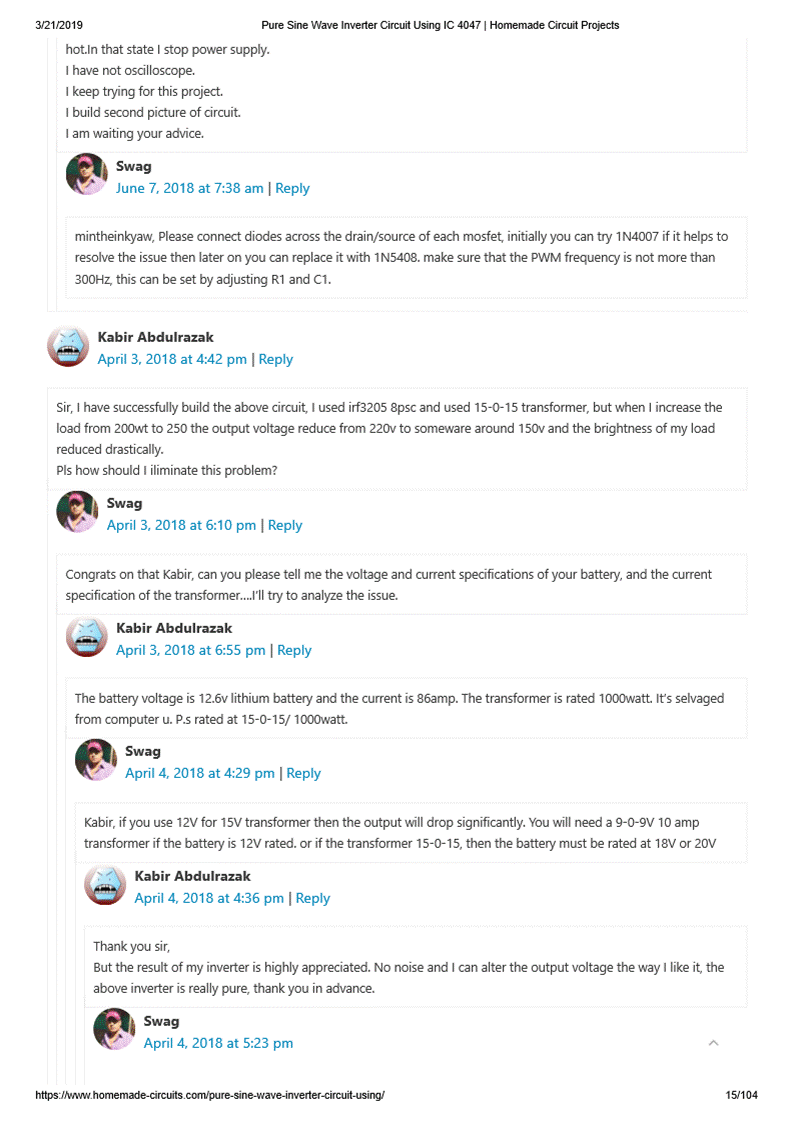 3/21/2019 Pure Sine Wave Inverter Circuit Using IC 4047 | Homemade Circuit Projects
hot.In that state I stop power supply.
I have not oscilloscope.
I keep trying for this project.
I build second picture of circuit.
I am waiting your advice.
Swag
June 7, 2018 at 7:38 am | Reply
mintheinkyaw, Please connect diodes across the drain/source of each mosfet, initially you can try 1N4007 if it helps to
resolve the issue then later on you can replace it with 1N5408. make sure that the PWM frequency is not more than
300Hz, this can be set by adjusting R1 and C1.
Kabir Abdulrazak
April 3, 2018 at 4:42 pm | Reply
Sir, I have successfully build the above circuit, I used irf3205 8psc and used 15-0-15 transformer, but when I increase the
load from 200wt to 250 the output voltage reduce from 220v to someware around 150v and the brightness of my load
reduced drastically.
Pls how should I iliminate this problem?
Swag
April 3, 2018 at 6:10 pm | Reply
Congrats on that Kabir, can you please tell me the voltage and current specifications of your battery, and the current
specification of the transformer….I'll try to analyze the issue.
Kabir Abdulrazak
April 3, 2018 at 6:55 pm | Reply
The battery voltage is 12.6v lithium battery and the current is 86amp. The transformer is rated 1000watt. It's selvaged
from computer u. P.s rated at 15-0-15/ 1000watt.
Swag
April 4, 2018 at 4:29 pm | Reply
Kabir, if you use 12V for 15V transformer then the output will drop significantly. You will need a 9-0-9V 10 amp
transformer if the battery is 12V rated. or if the transformer 15-0-15, then the battery must be rated at 18V or 20V
Kabir Abdulrazak
April 4, 2018 at 4:36 pm | Reply
Thank you sir,
But the result of my inverter is highly appreciated. No noise and I can alter the output voltage the way I like it, the
above inverter is really pure, thank you in advance.
Swag
April 4, 2018 at 5:23 pm
https://www.homemade-circuits.com/pure-sine-wave-inverter-circuit-using/ 15/104